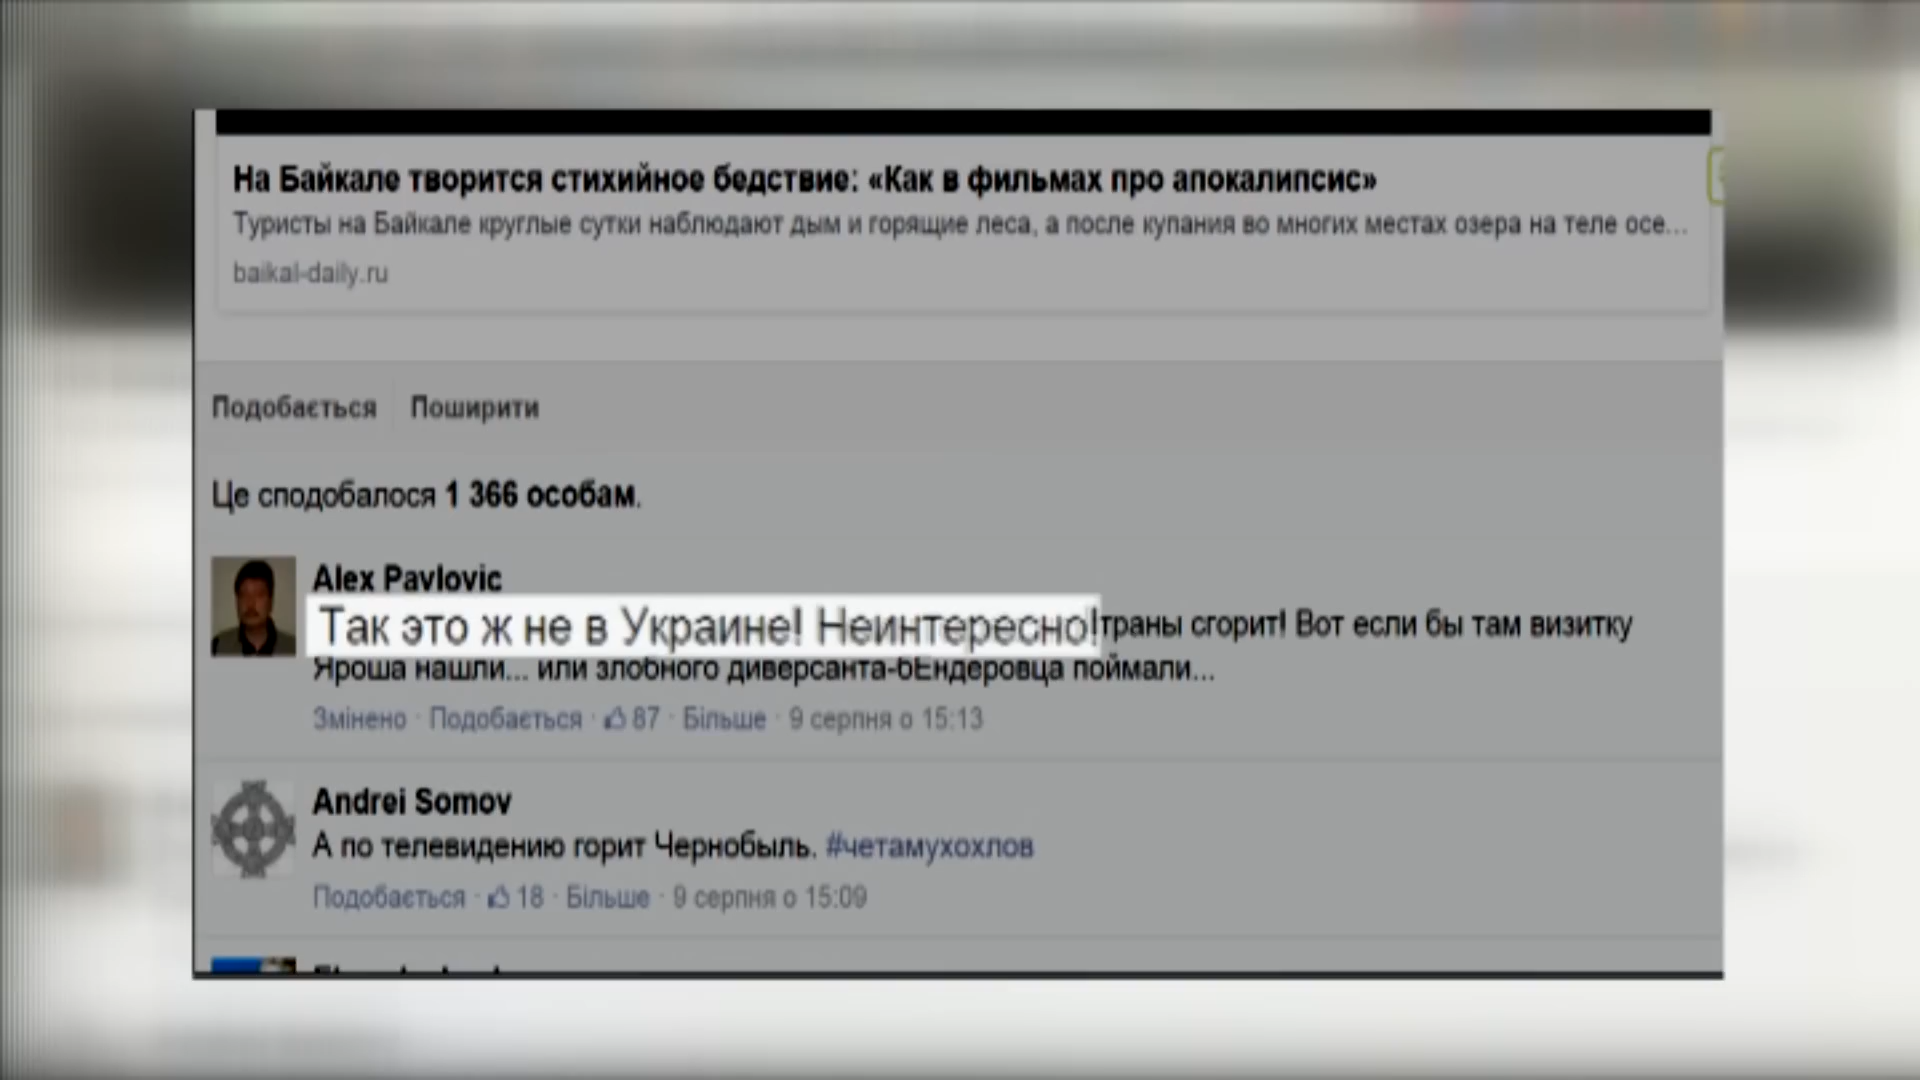 На Байкале творится стихийное бедствие: «Как в фильмах про апокалипсис»
Туристы на Байкале круглые сутки наблюдают дым и горящие леса, а после купания во многих местах озера на теле осе...
baikal-daily.ru
Подобається Поширити
Це сподобалося 1 366 особам.
Alex Pavlovic
Так это ж не в Украине! Неинтересно! траны сгорит! Вот если бы там визитку
Яроша нашли... или злобного диверсанта-бЕндеровца поймали...
Змінено · Подобається · 87 · Більше · 9 серпня о 15:13
Andrei Somov
А по телевидению горит Чернобыль. #четамухохлов
Подобається · 18 · Більше · 9 серпня о 15:09